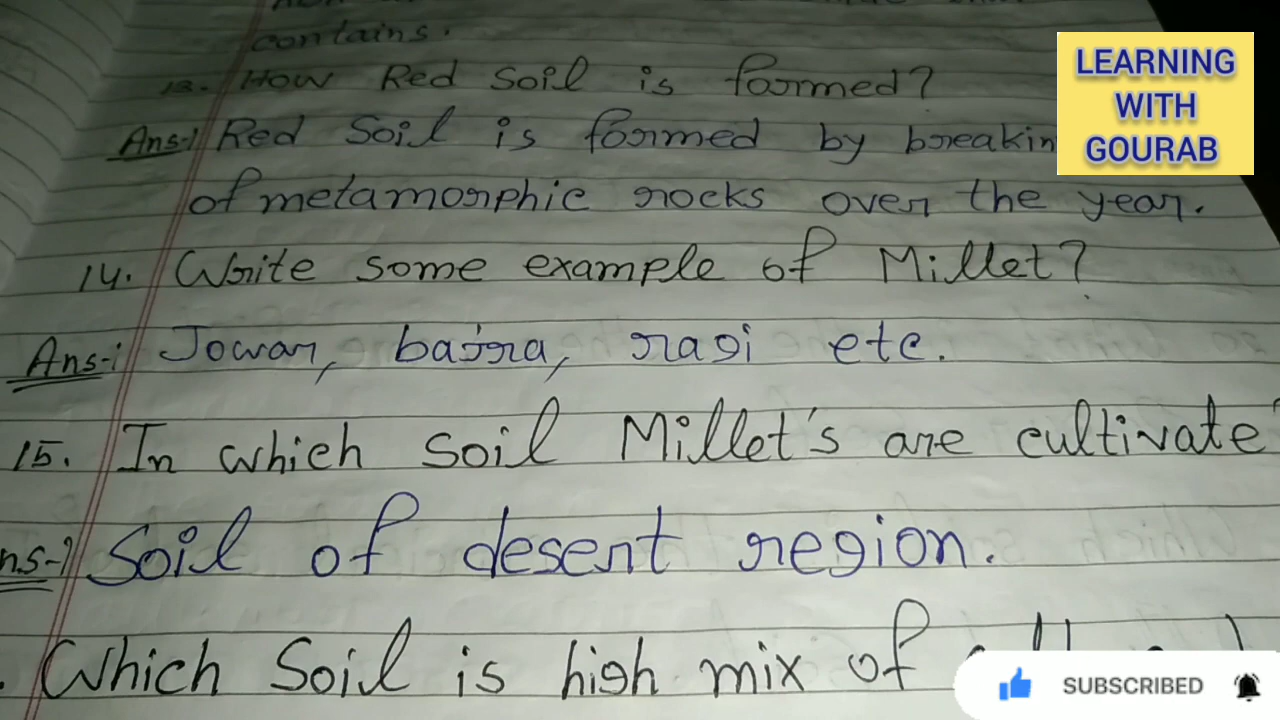 contains.
13. How Red Soil is formed?
Ans-i Red Soil is formed by breakin
of metamorphic rocks over the year.
14. Write some example of Millet?
Ans-i Jowar, bajra, ragi etc.
15. In which soil Millet's are cultivate?
ns-i Soil of desert region.
. Which Soil is high mix of
LEARNING
WITH
GOURAB
SUBSCRIBED